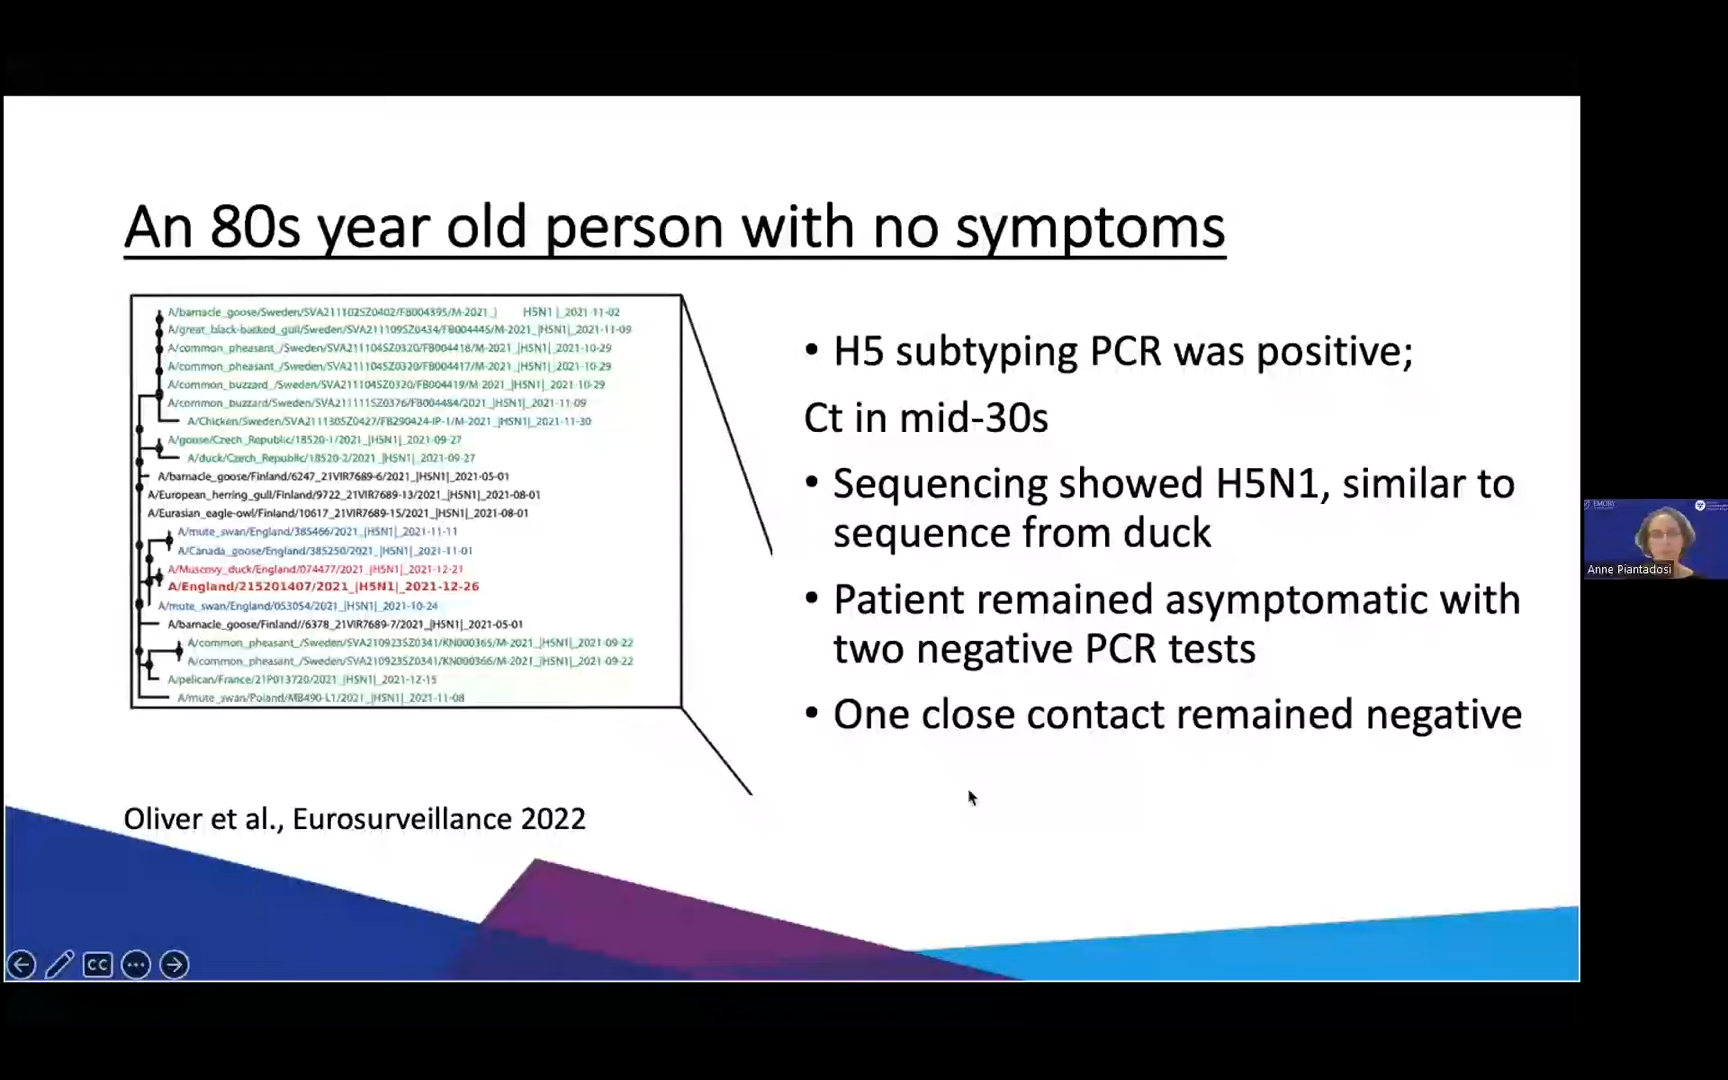 An 80s year old person with no symptoms
A/barnacle_goose/Sweden/SVA211102SZ0402/FB004395/M-2021_| H5N1|_2021-11-02
A/great_black-backed_gull/Sweden/SVA211109SZ0434/FB004445/M-2021_|H5N1|_2021-11-09
A/common_pheasant_/Sweden/SVA211104SZ0320/FB004418/M-2021_|H5N1|_2021-10-29
A/common_pheasant_/Sweden/SVA211104SZ0320/FB004417/M-2021_|H5N1|_2021-10-29
A/common_buzzard_/Sweden/SVA211104SZ0320/FB004419/M-2021_|H5N1|_2021-10-29
A/common_buzzard/Sweden/SVA211111SZ0376/FB004484/2021_|H5N1|_2021-11-09
A/Chicken/Sweden/SVA211130SZ0427/FB290424-IP-1/M-2021_|H5N1|_2021-11-30
A/goose/Czech_Republic/18520-1/2021_|H5N1|_2021-09-27
A/duck/Czech_Republic/18520-2/2021_|H5N1|_2021-09-27
A/barnacle_goose/Finland/6247_21VIR7689-6/2021_|H5N1|_2021-05-01
A/European_herring_gull/Finland/9722_21VIR7689-13/2021_|H5N1|_2021-08-01
A/Eurasian_eagle-owl/Finland/10617_21VIR7689-15/2021_|H5N1|_2021-08-01
A/mute_swan/England/385466/2021_|H5N1|_2021-11-11
A/Canada_goose/England/385250/2021_|H5N1|_2021-11-01
A/Muscovy_duck/England/074477/2021_|H5N1|_2021-12-21
A/England/215201407/2021_|H5N1|_2021-12-26
A/mute_swan/England/053054/2021_|H5N1|_2021-10-24
A/barnacle_goose/Finland//6378_21VIR7689-7/2021_|H5N1|_2021-05-01
A/common_pheasant_/Sweden/SVA210923SZ0341/KN000365/M-2021_|H5N1|_2021-09-22
A/common_pheasant_/Sweden/SVA210923SZ0341/KN000366/M-2021_|H5N1|_2021-09-22
A/pelican/France/21P013720/2021_|H5N1|_2021-12-15
A/mute_swan/Poland/MB490-L1/2021_|H5N1|_2021-11-08
• H5 subtyping PCR was positive;
Ct in mid-30s
• Sequencing showed H5N1, similar to
sequence from duck
• Patient remained asymptomatic with
two negative PCR tests
• One close contact remained negative
Oliver et al., Eurosurveillance 2022
CC
EMORY
Anne Piantadosi